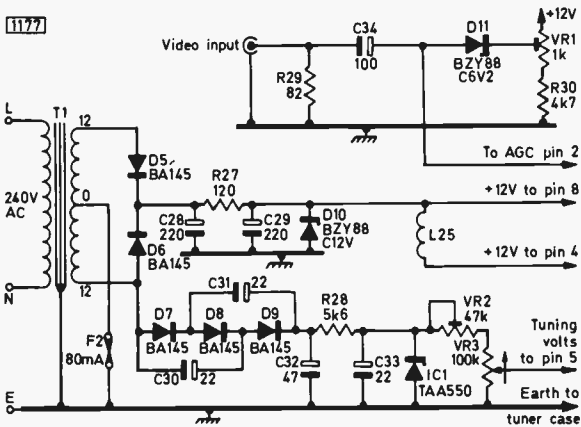 1177
Video input
C34
100
D11
BZY88
C6V2
+12V
VR1
1k
R29
82
R30
4k7
To AGC pin 2
L
T1
12
0
12
240V
AC
N
E
D5
BA145
D6
BA145
R27
120
C28
220
C29
220
D10
BZY88
C12V
+12V to pin 8
L25
+12V to pin 4
C31
22
D7
BA145
D8
BA145
D9
BA145
C30
22
R28
5k6
C32
47
C33
22
IC1
TAA550
VR2
47k
VR3
100k
F2
80mA
Tuning
volts
to pin 5
Earth to
tuner case